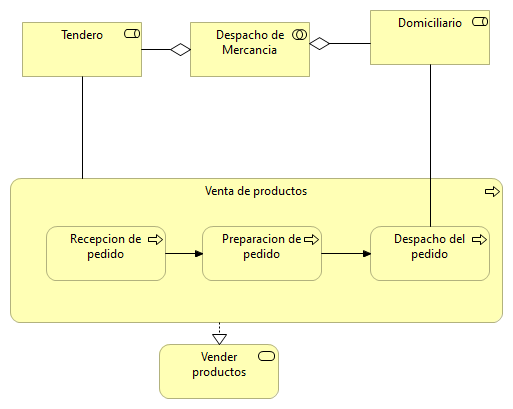 Tendero
Despacho de
Mercancia
Domiciliario
Venta de productos
Recepcion de
pedido
Preparacion de
pedido
Despacho del
pedido
Vender
productos